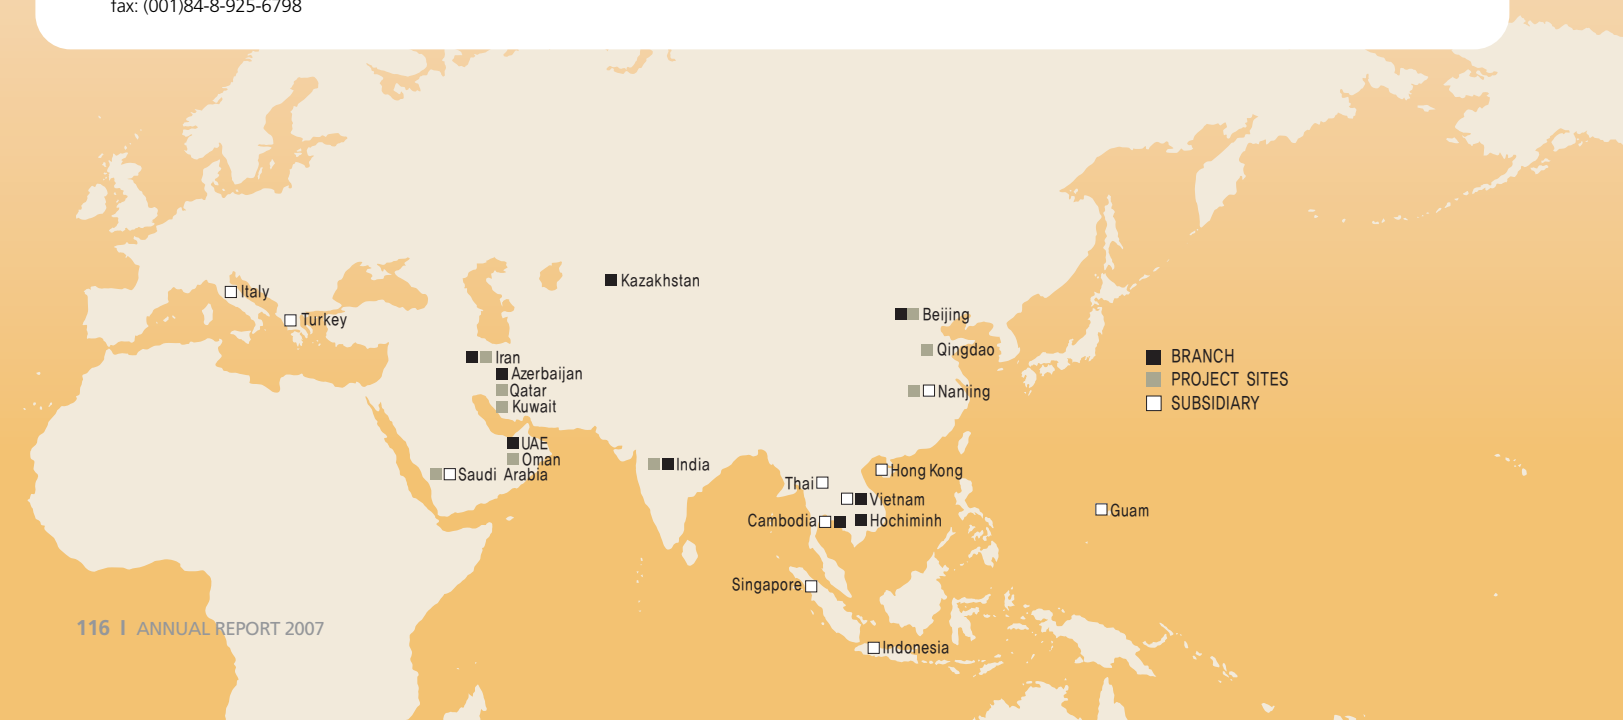 fax: (001)84-8-925-6798
Kazakhstan
Italy
Beijing
Turkey
Qingdao
Iran
BRANCH
Azerbaijan
PROJECT SITES
Qatar
Nanjing
SUBSIDIARY
Kuwait
UAE
Oman
India
Hong Kong
Saudi Arabia
Thai
Vietnam
Guam
Cambodia
Hochiminh
Singapore
116 I ANNUAL REPORT 2007
Indonesia